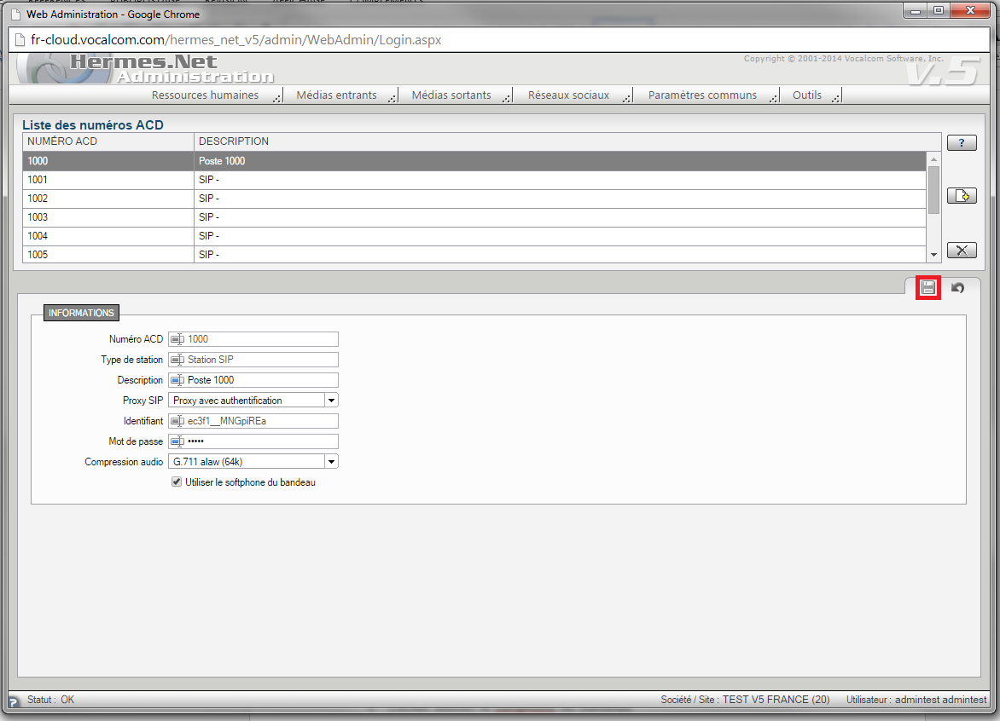 Web Administration - Google Chrome
fr-cloud.vocalcom.com/hermes_net_v5/admin/WebAdmin/Login.aspx
Hermes.Net
Administration
Copyright © 2001-2014 Vocalcom Software, Inc.
v.5
Ressources humaines Médias entrants Médias sortants Réseaux sociaux Paramètres communs Outils
Liste des numéros ACD
NUMÉRO ACD DESCRIPTION
1000 Poste 1000
1001 SIP -
1002 SIP -
1003 SIP -
1004 SIP -
1005 SIP -
?
INFORMATIONS
Numéro ACD 1000
Type de station Station SIP
Description Poste 1000
Proxy SIP Proxy avec authentification
Identifiant ec3f1__MNGpiREa
Mot de passe •••••
Compression audio G.711 alaw (64k)
Utiliser le softphone du bandeau
? Statut : OK Société / Site : TEST V5 FRANCE (20) Utilisateur : admintest admintest